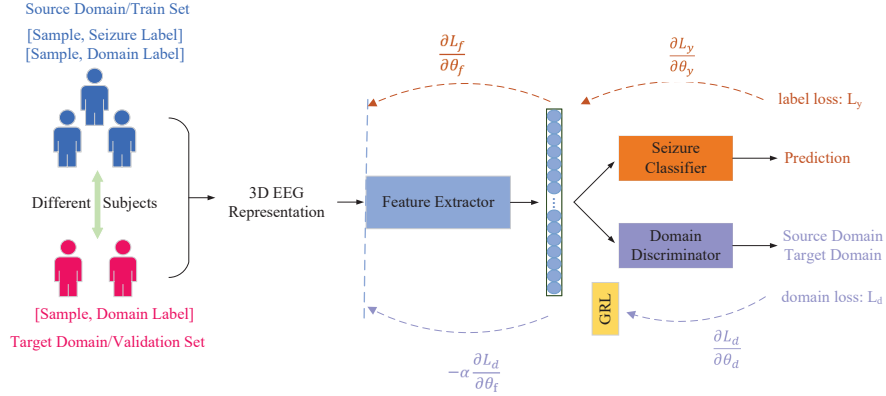 Source Domain/Train Set
[Sample, Seizure Label]
[Sample, Domain Label]
Different Subjects
[Sample, Domain Label]
Target Domain/Validation Set
3D EEG
Representation
Feature Extractor
∂L_f
∂θ_f
∂L_y
∂θ_y
label loss: L_y
Seizure
Classifier
Prediction
Domain
Discriminator
Source Domain
Target Domain
GRL
domain loss: L_d
−α ∂L_d
∂θ_f
∂L_d
∂θ_d